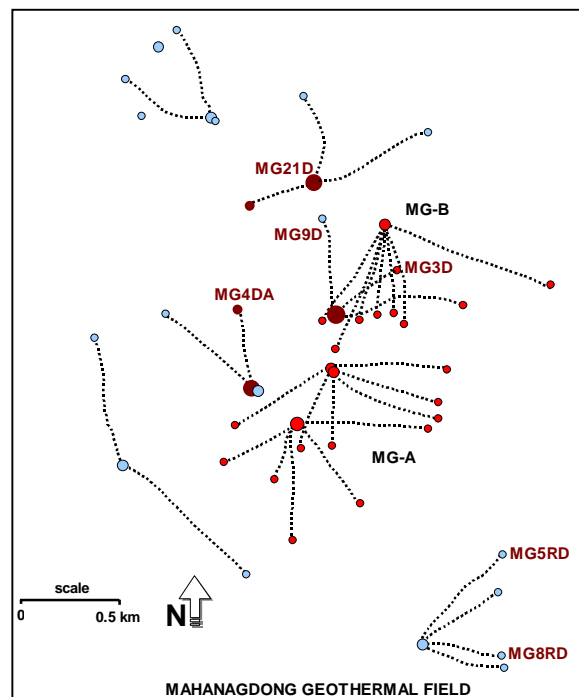 MG21D
MG-B
MG9D
MG3D
MG4DA
MG-A
MG5RD
scale
0 0.5 km
N
MG8RD
MAHANAGDONG GEOTHERMAL FIELD